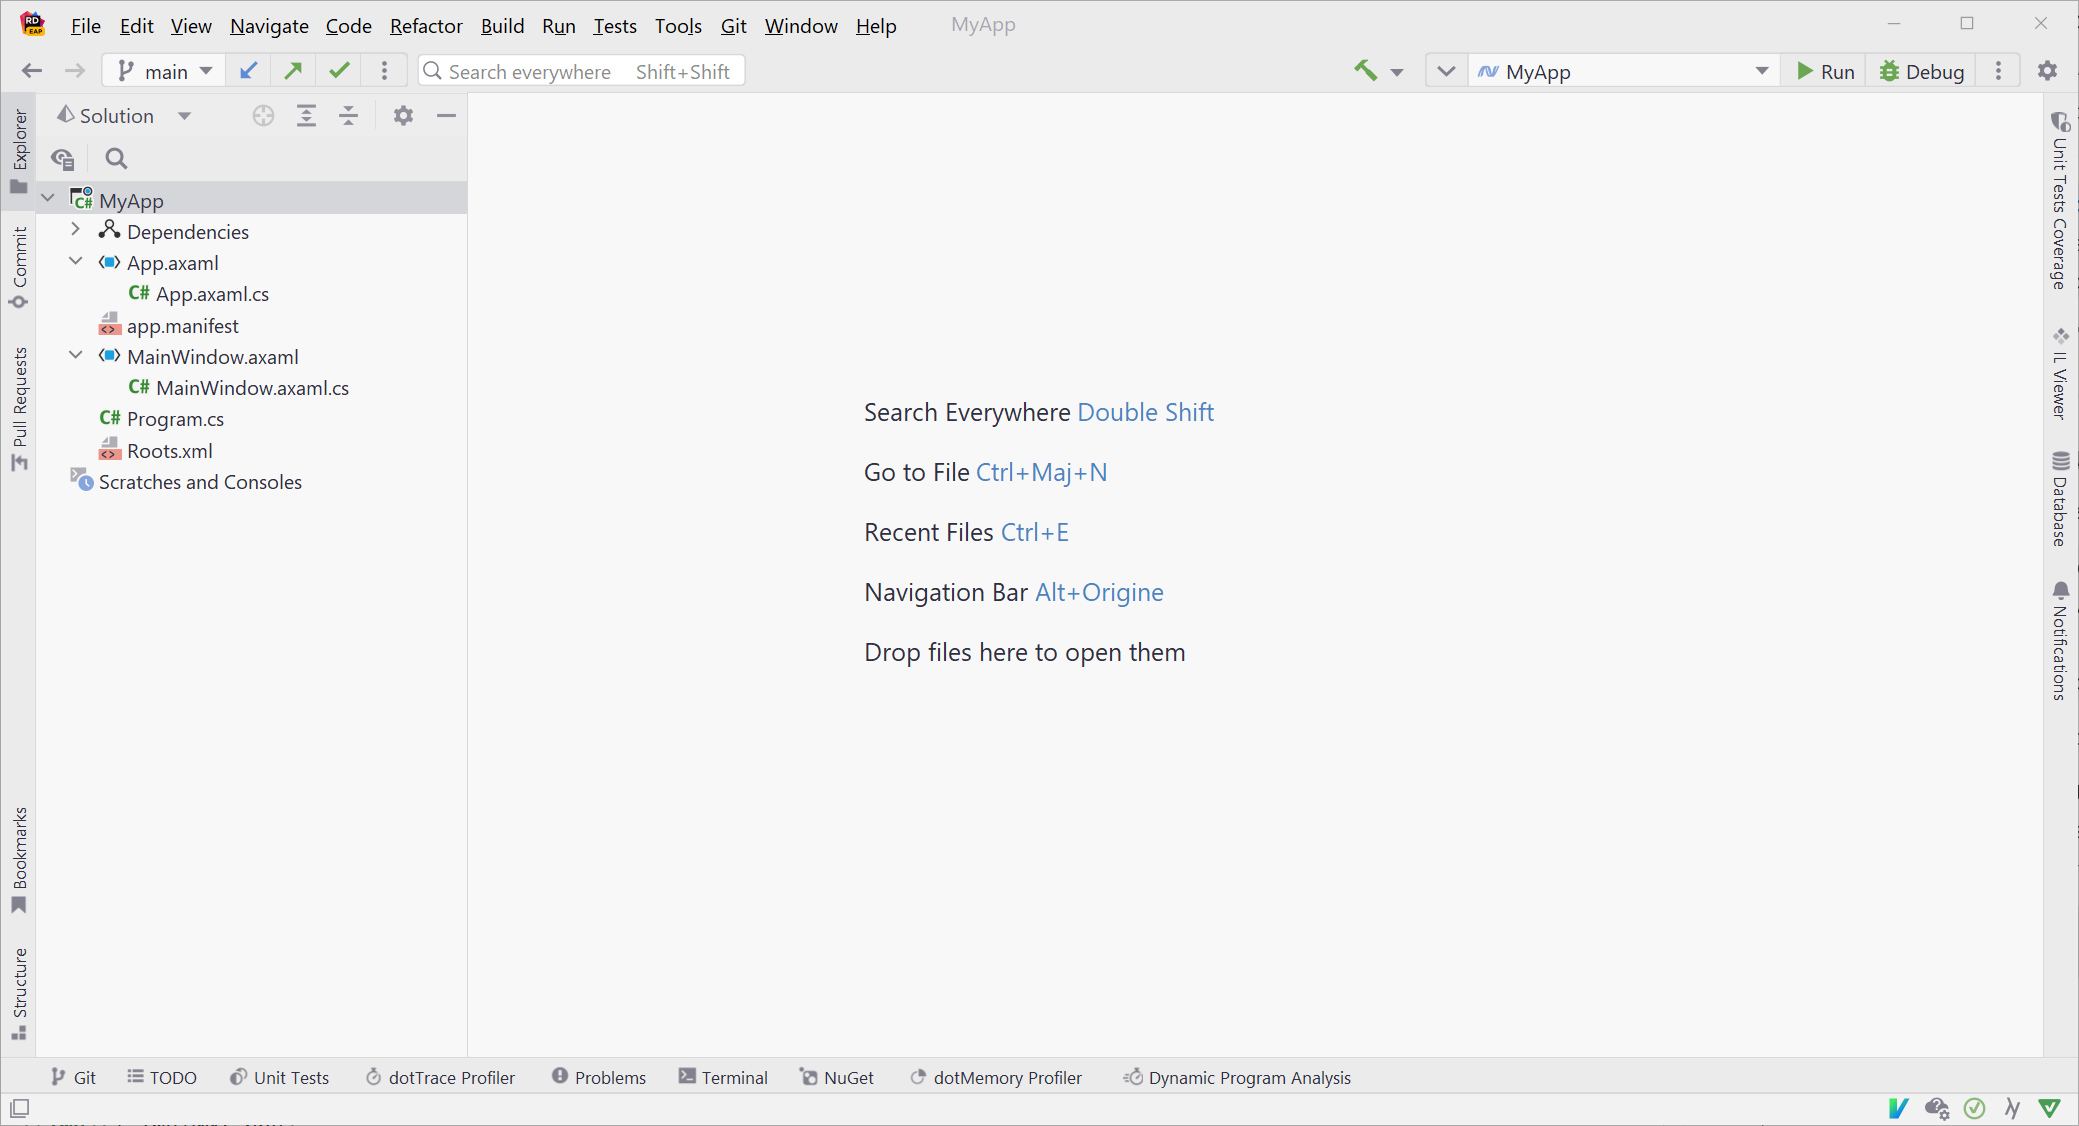 File Edit View Navigate Code Refactor Build Run Tests Tools Git Window Help MyApp
main Search everywhere Shift+Shift MyApp Run Debug
Solution
Explorer
Commit
Pull Requests
Bookmarks
Structure
MyApp
Dependencies
App.axaml
C# App.axaml.cs
app.manifest
MainWindow.axaml
C# MainWindow.axaml.cs
C# Program.cs
Roots.xml
Scratches and Consoles
Search Everywhere Double Shift
Go to File Ctrl+Maj+N
Recent Files Ctrl+E
Navigation Bar Alt+Origine
Drop files here to open them
Unit Tests Coverage
IL Viewer
Database
Notifications
Git TODO Unit Tests dotTrace Profiler Problems Terminal NuGet dotMemory Profiler Dynamic Program Analysis